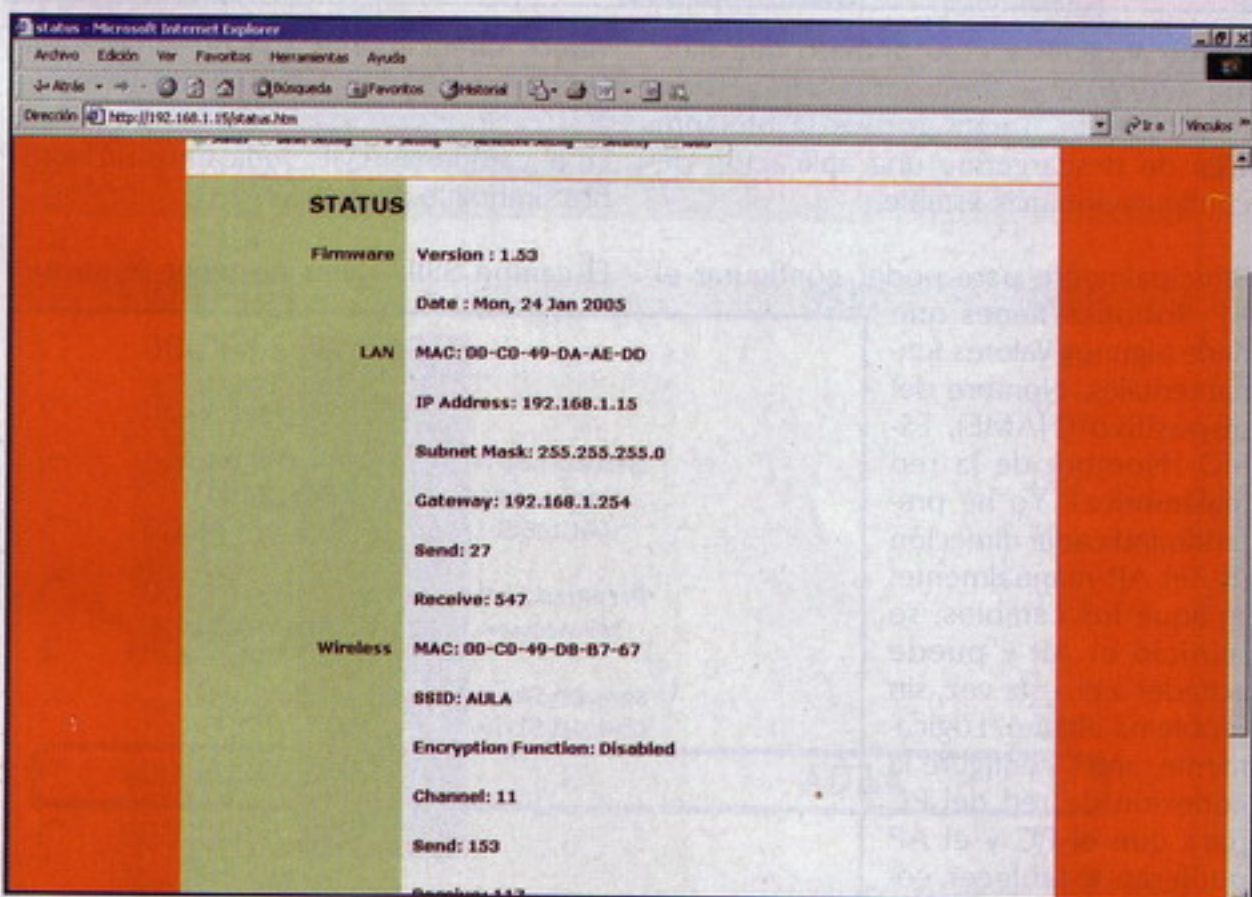 status - Microsoft Internet Explorer
Archivo Edición Ver Favoritos Herramientas Ayuda
Atrás Búsqueda Favoritos Historial
Dirección http://192.168.1.15/status.htm Ir a Vínculos »
STATUS
Firmware Version : 1.53
Date : Mon, 24 Jan 2005
LAN MAC: 00-C0-49-DA-AE-DD
IP Address: 192.168.1.15
Subnet Mask: 255.255.255.0
Gateway: 192.168.1.254
Send: 27
Receive: 547
Wireless MAC: 00-C0-49-D8-B7-67
SSID: AULA
Encryption Function: Disabled
Channel: 11
Send: 153